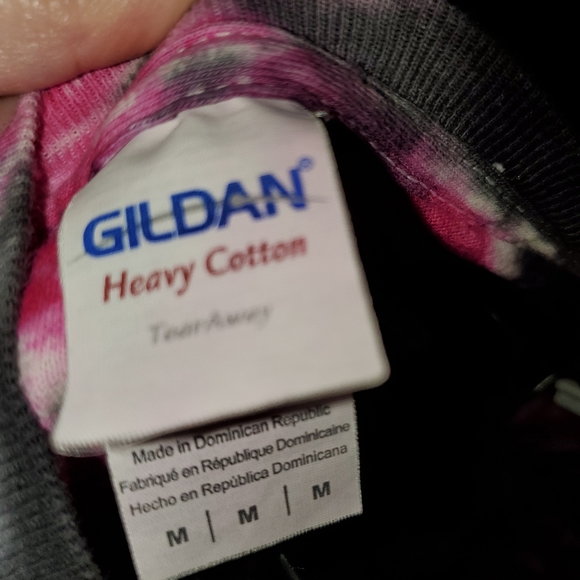 GILDAN®
Heavy Cotton
TearAway
Made in Dominican Republic
Fabriqué en République Dominicaine
Hecho en República Dominicana
M | M | M